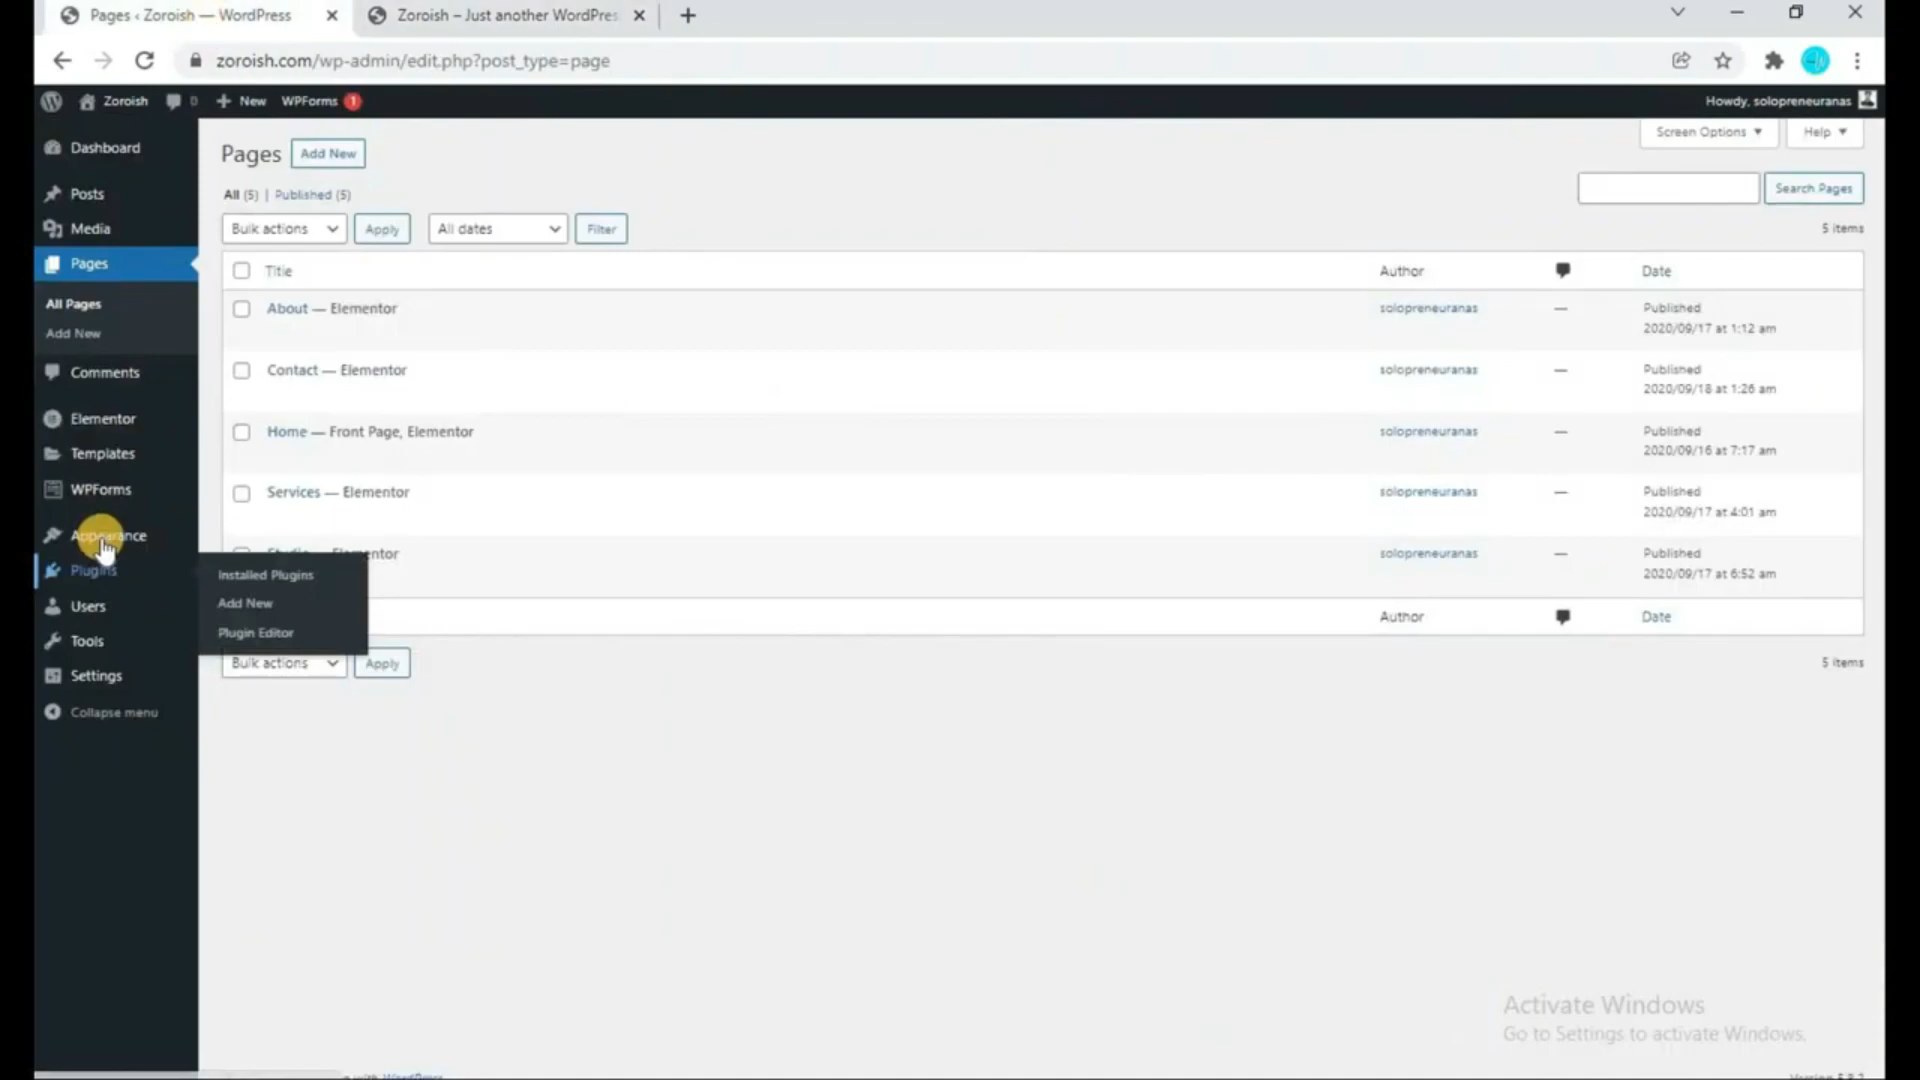 Pages ‹ Zoroish — WordPress
Zoroish – Just another WordPres
zoroish.com/wp-admin/edit.php?post_type=page
Zoroish 0 New WPForms 1
Howdy, solopreneuranas
Dashboard
Posts
Media
Pages
All Pages
Add New
Comments
Elementor
Templates
WPForms
Appearance
Plugins
Users
Tools
Settings
Collapse menu
Installed Plugins
Add New
Plugin Editor
Screen Options ▼ Help ▼
Pages Add New
All (5) | Published (5)
Search Pages
Bulk actions Apply All dates Filter 5 items
Title Author Date
About — Elementor solopreneuranas — Published
2020/09/17 at 1:12 am
Contact — Elementor solopreneuranas — Published
2020/09/18 at 1:26 am
Home — Front Page, Elementor solopreneuranas — Published
2020/09/16 at 7:17 am
Services — Elementor solopreneuranas — Published
2020/09/17 at 4:01 am
solopreneuranas — Published
2020/09/17 at 6:52 am
Author Date
Bulk actions Apply 5 items
Activate Windows
Go to Settings to activate Windows.